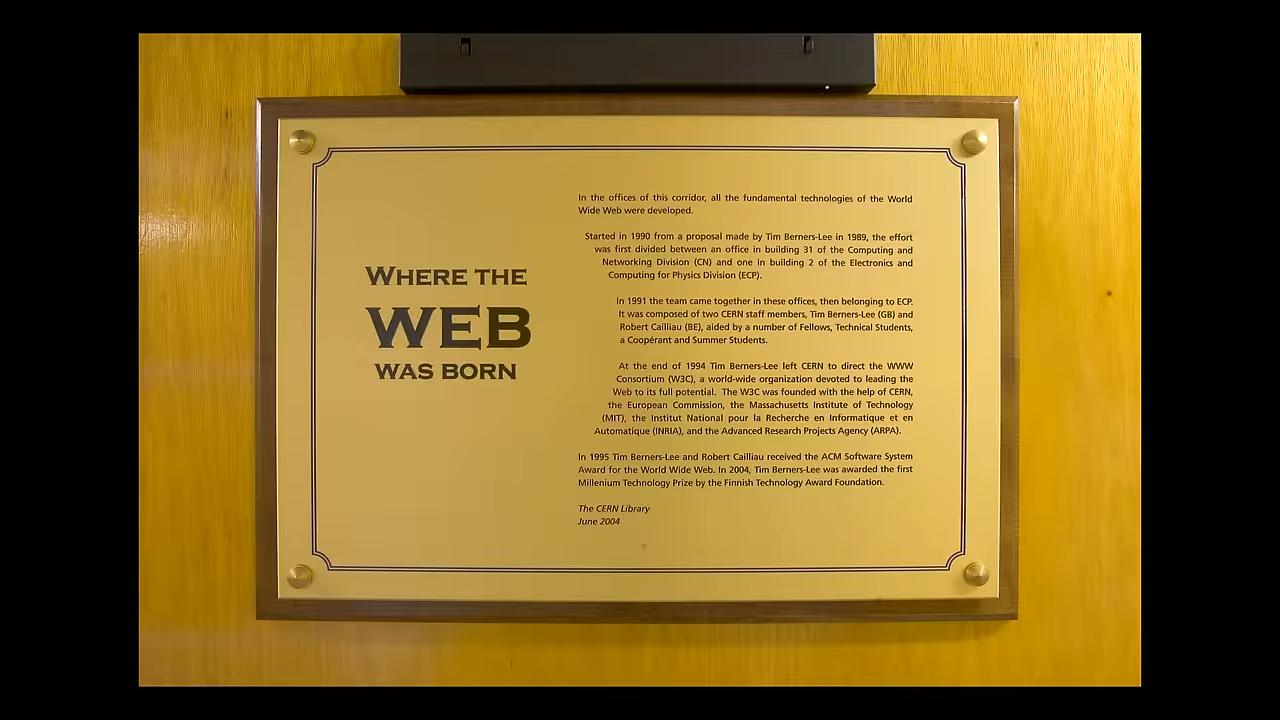 WHERE THE
WEB
WAS BORN
In the offices of this corridor, all the fundamental technologies of the World
Wide Web were developed.
Started in 1990 from a proposal made by Tim Berners-Lee in 1989, the effort
was first divided between an office in building 31 of the Computing and
Networking Division (CN) and one in building 2 of the Electronics and
Computing for Physics Division (ECP).
In 1991 the team came together in these offices, then belonging to ECP.
It was composed of two CERN staff members, Tim Berners-Lee (GB) and
Robert Cailliau (BE), aided by a number of Fellows, Technical Students,
a Coopérant and Summer Students.
At the end of 1994 Tim Berners-Lee left CERN to direct the WWW
Consortium (W3C), a world-wide organization devoted to leading the
Web to its full potential. The W3C was founded with the help of CERN,
the European Commission, the Massachusetts Institute of Technology
(MIT), the Institut National pour la Recherche en Informatique et en
Automatique (INRIA), and the Advanced Research Projects Agency (ARPA).
In 1995 Tim Berners-Lee and Robert Cailliau received the ACM Software System
Award for the World Wide Web. In 2004, Tim Berners-Lee was awarded the first
Millenium Technology Prize by the Finnish Technology Award Foundation.
The CERN Library
June 2004